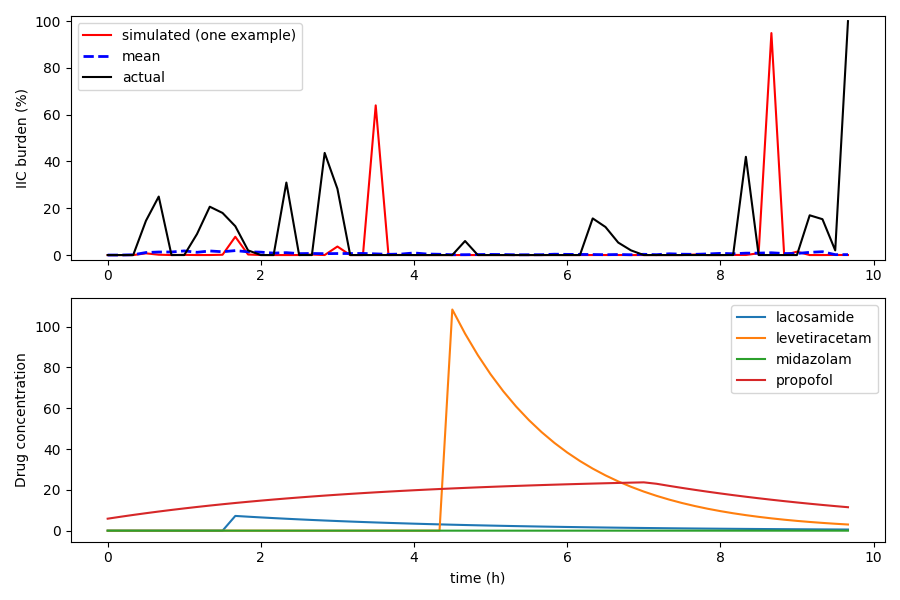 100
80
60
40
20
0
IIC burden (%)
simulated (one example)
mean
actual
0 2 4 6 8 10
100
80
60
40
20
0
Drug concentration
lacosamide
levetiracetam
midazolam
propofol
0 2 4 6 8 10
time (h)